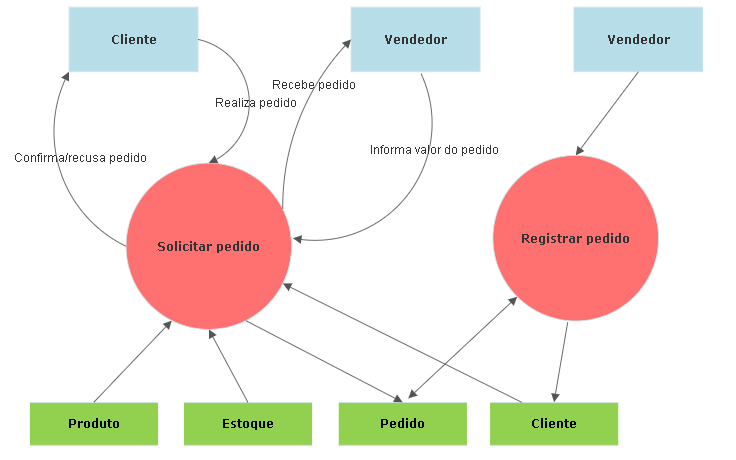 Cliente
Vendedor
Vendedor
Recebe pedido
Realiza pedido
Informa valor do pedido
Confirma/recusa pedido
Solicitar pedido
Registrar pedido
Produto
Estoque
Pedido
Cliente